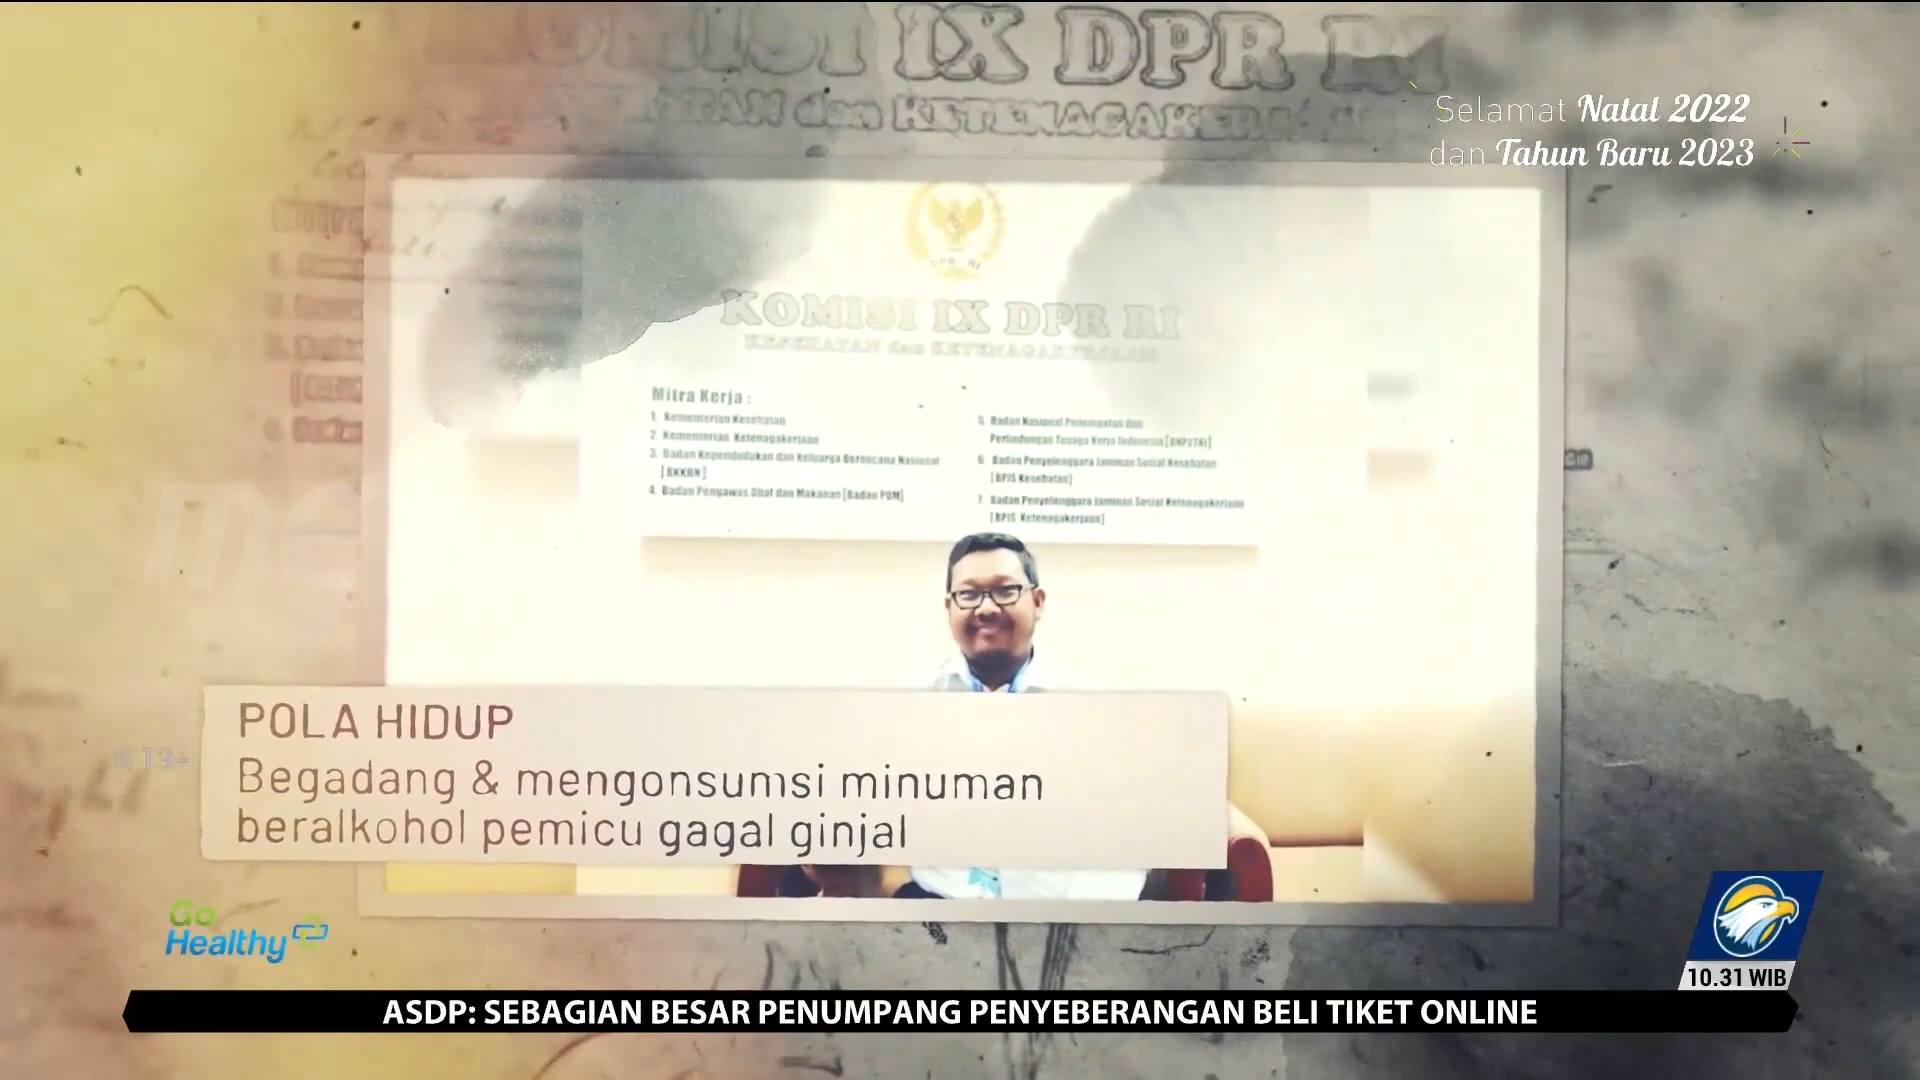 IX DPR RI
dan KETENAGAKERJAAN
Selamat Natal 2022
dan Tahun Baru 2023
DPR - RI
KOMISI IX DPR RI
KESEHATAN dan KETENAGAKERJAAN
Mitra Kerja :
1. Kementerian Kesehatan
2. Kementerian Ketenagakerjaan
3. Badan Kependudukan dan Keluarga Berencana Nasional
[BKKBN]
4. Badan Pengawas Obat dan Makanan [Badan POM]
5. Badan Nasional Penempatan dan
Perlindungan Tenaga Kerja Indonesia [BNP2TKI]
6. Badan Penyelenggara Jaminan Sosial Kesehatan
[BPJS Kesehatan]
7. Badan Penyelenggara Jaminan Sosial Ketenagakerjaan
[BPJS Ketenagakerjaan]
POLA HIDUP
Begadang & mengonsumsi minuman
beralkohol pemicu gagal ginjal
R 13+
Go
Healthy
10.31 WIB
ASDP: SEBAGIAN BESAR PENUMPANG PENYEBERANGAN BELI TIKET ONLINE